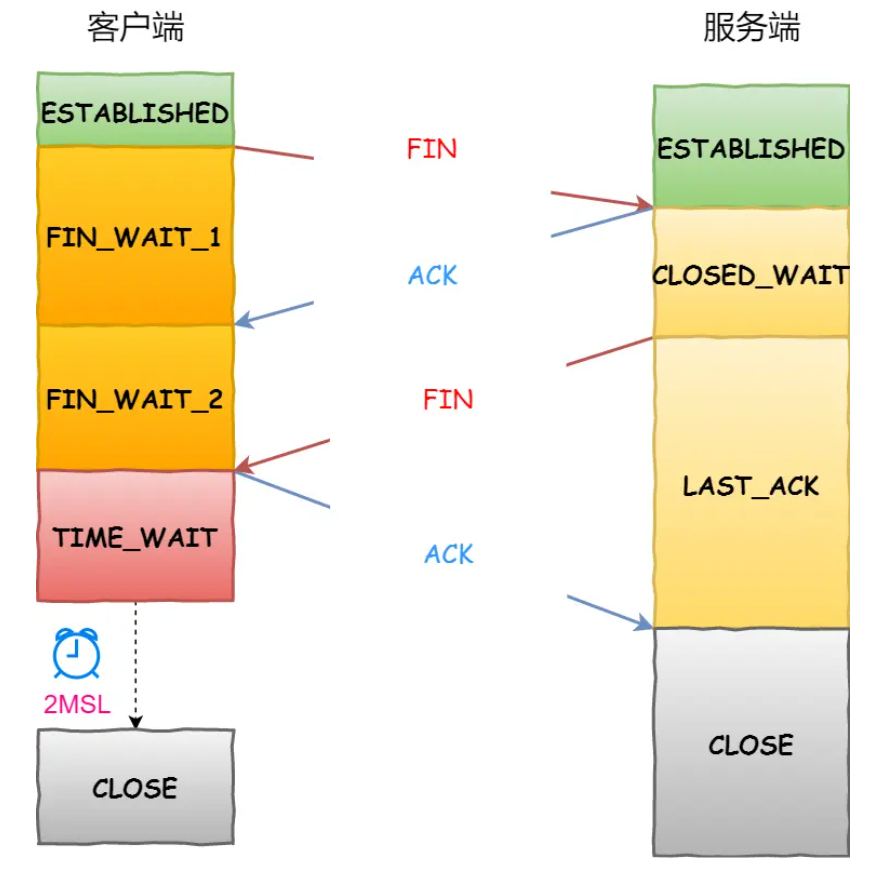 客户端
服务端
ESTABLISHED
FIN
ESTABLISHED
FIN_WAIT_1
ACK
CLOSED_WAIT
FIN_WAIT_2
FIN
LAST_ACK
TIME_WAIT
ACK
2MSL
CLOSE
CLOSE